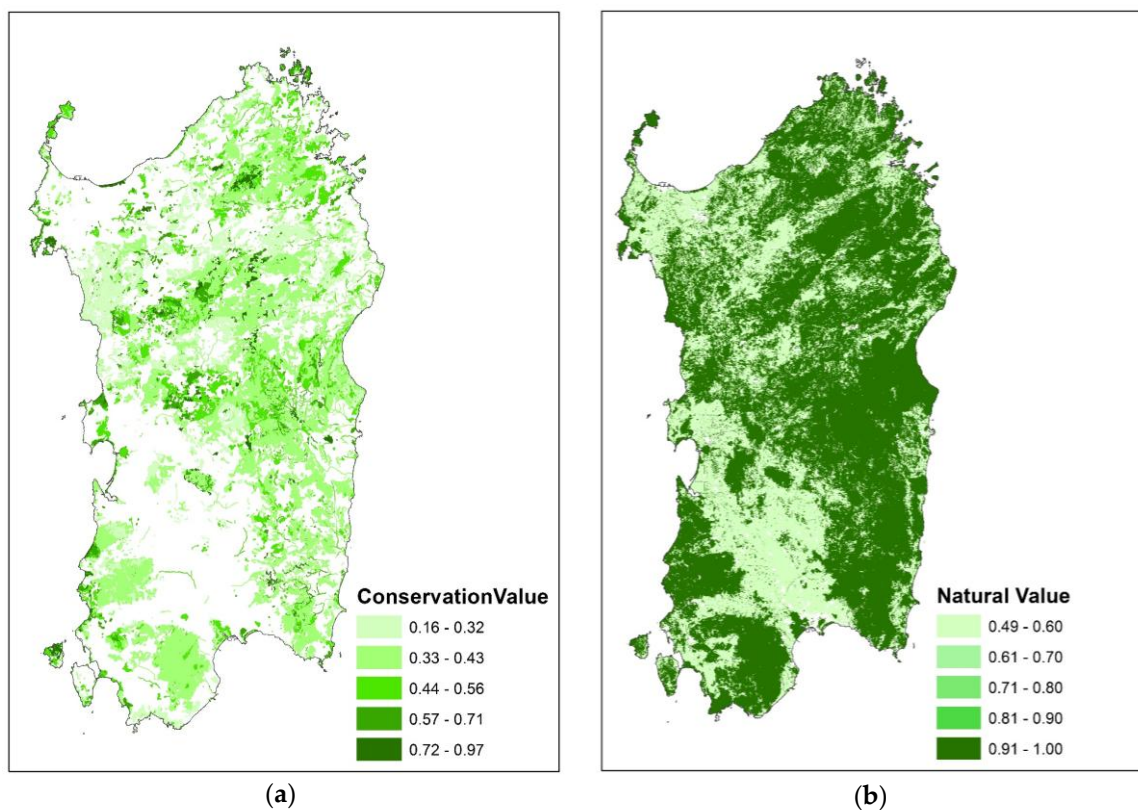 ConservationValue
0.16 - 0.32
0.33 - 0.43
0.44 - 0.56
0.57 - 0.71
0.72 - 0.97
(a)
Natural Value
0.49 - 0.60
0.61 - 0.70
0.71 - 0.80
0.81 - 0.90
0.91 - 1.00
(b)